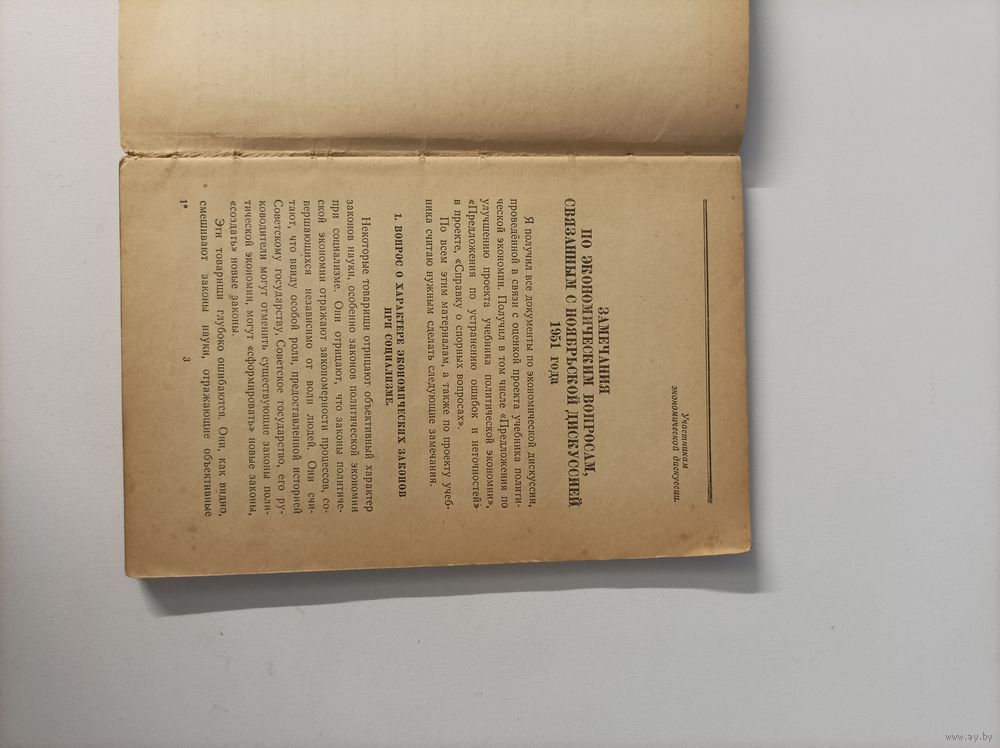 Участникам
экономической дискуссии.
ЗАМЕЧАНИЯ
ПО ЭКОНОМИЧЕСКИМ ВОПРОСАМ,
СВЯЗАННЫМ С НОЯБРЬСКОЙ ДИСКУССИЕЙ
1951 года
Я получил все документы по экономической дискуссии,
проведённой в связи с оценкой проекта учебника полити-
ческой экономии. Получил в том числе «Предложения по
улучшению проекта учебника политической экономии»,
«Предложения по устранению ошибок и неточностей»
в проекте, «Справку о спорных вопросах».
По всем этим материалам, а также по проекту учеб-
ника считаю нужным сделать следующие замечания.
1. ВОПРОС О ХАРАКТЕРЕ ЭКОНОМИЧЕСКИХ ЗАКОНОВ
ПРИ СОЦИАЛИЗМЕ.
Некоторые товарищи отрицают объективный характер
законов науки, особенно законов политической экономии
при социализме. Они отрицают, что законы политиче-
ской экономии отражают закономерности процессов, со-
вершающихся независимо от воли людей. Они счи-
тают, что ввиду особой роли, предоставленной историей
Советскому государству, Советское государство, его ру-
ководители могут отменить существующие законы поли-
тической экономии, могут «сформировать» новые законы,
«создать» новые законы.
Эти товарищи глубоко ошибаются. Они, как видно,
смешивают законы науки, отражающие объективные
1*
3
www.ay.by